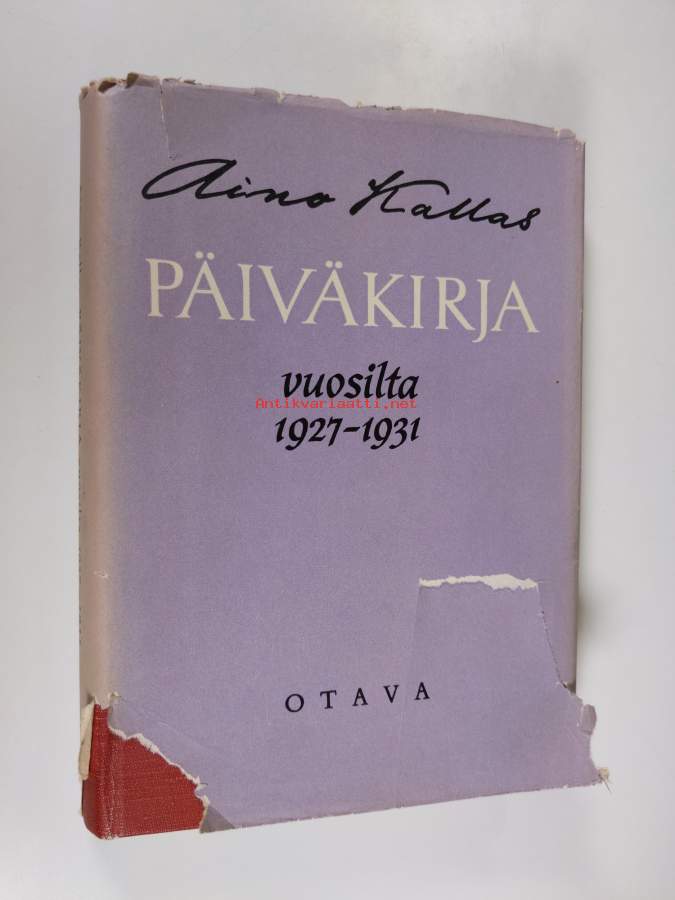 Aino Kallas
PÄIVÄKIRJA
vuosilta
Antikvariaatti.net
1927-1931
OTAVA